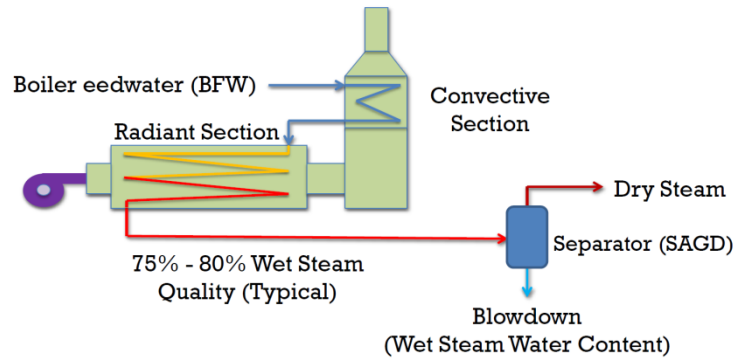 Boiler eedwater (BFW)
Convective
Section
Radiant Section
Dry Steam
Separator (SAGD)
75% - 80% Wet Steam
Quality (Typical)
Blowdown
(Wet Steam Water Content)